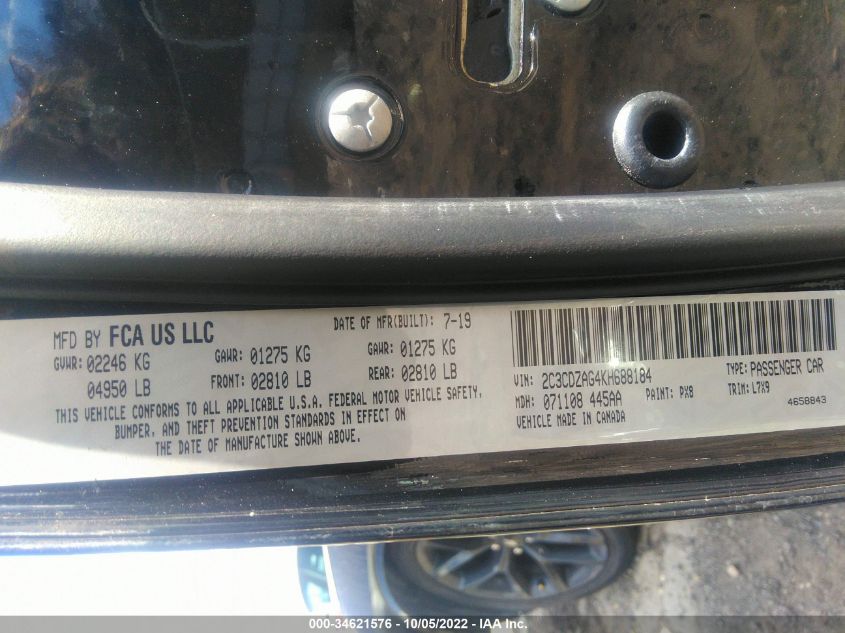 MFD BY FCA US LLC
DATE OF MFR(BUILT): 7-19
GVWR: 02246 KG
GAWR: 01275 KG
GAWR: 01275 KG
04950 LB
FRONT: 02810 LB
REAR: 02810 LB
THIS VEHICLE CONFORMS TO ALL APPLICABLE U.S.A. FEDERAL MOTOR VEHICLE SAFETY,
BUMPER, AND THEFT PREVENTION STANDARDS IN EFFECT ON
THE DATE OF MANUFACTURE SHOWN ABOVE.
VIN: 2C3CDZAG4KH688184
TYPE: PASSENGER CAR
MDH: 071108 445AA
PAINT: PX8
TRIM: L7X9
VEHICLE MADE IN CANADA
4658843
000-34621576 - 10/05/2022 - IAA Inc.